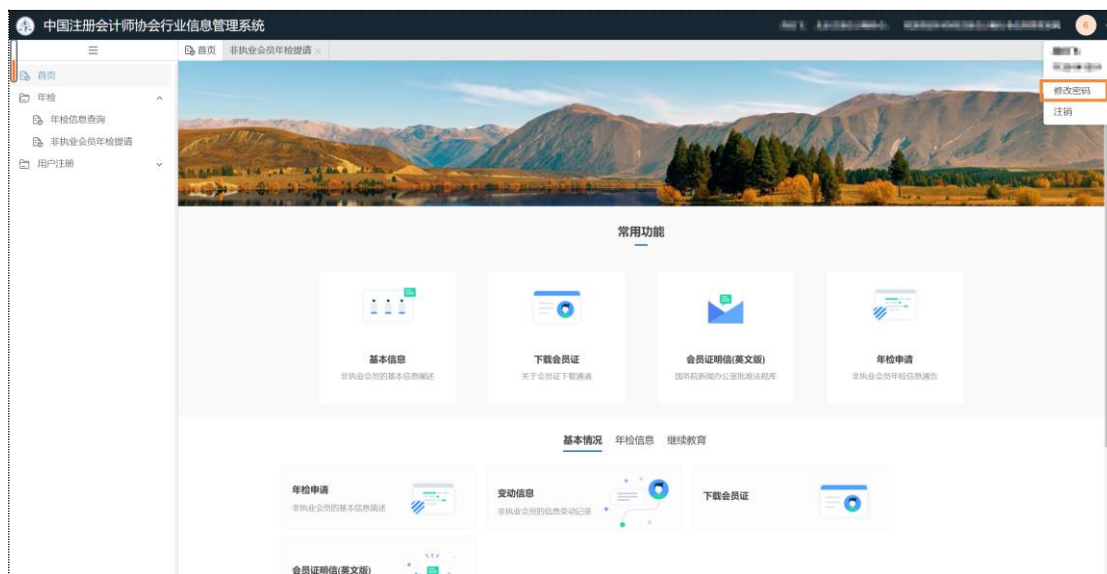 中国注册会计师协会行业信息管理系统
6
首页 非执业会员年检提请 ×
修改密码
注销
首页
年检
年检信息查询
非执业会员年检提请
用户注册
常用功能
基本信息 下载会员证 会员证明信(英文版) 年检申请
非执业会员的基本信息阐述 关于会员证下载通道 国务院新闻办公室批准法规库 非执业会员年检信息通告
基本情况 年检信息 继续教育
年检申请
非执业会员的基本信息阐述
变动信息
非执业会员的信息变动记录
下载会员证
会员证明信(英文版)